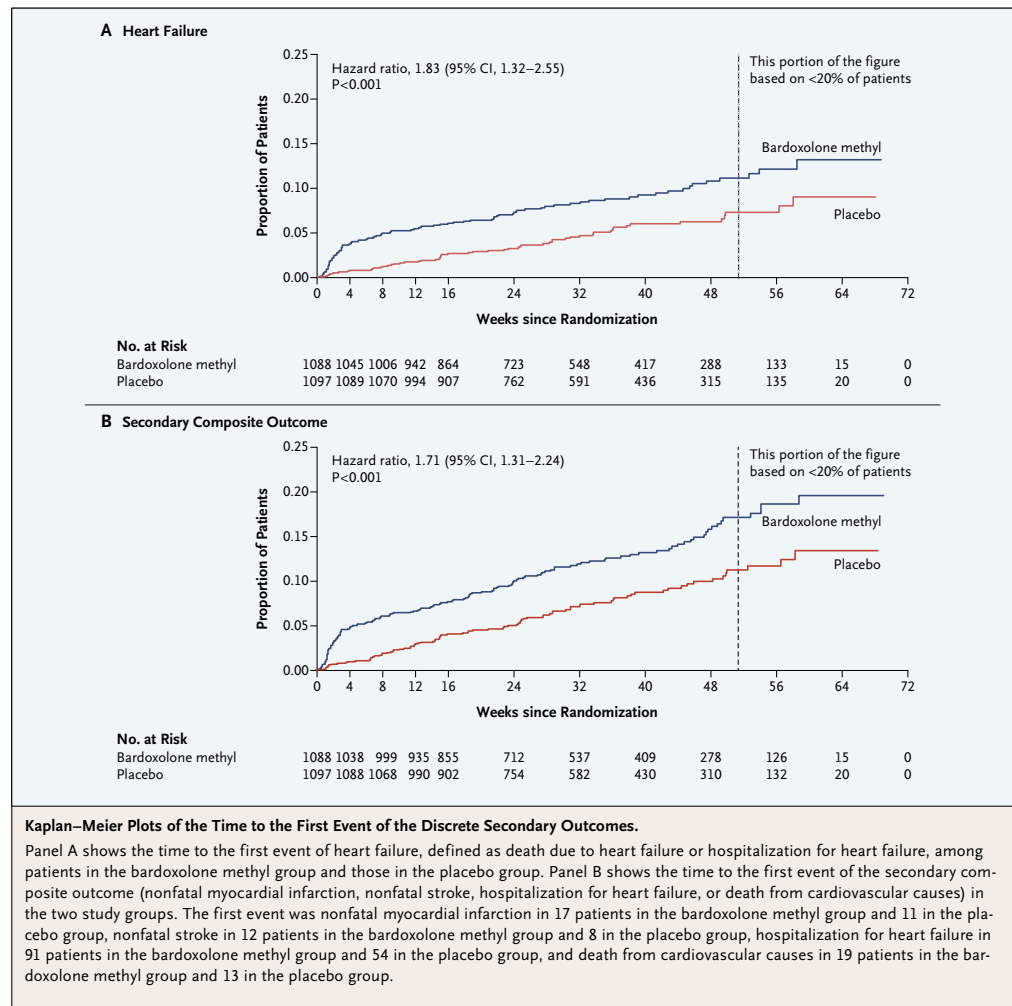 A Heart Failure
0.25
0.20
0.15
0.10
0.05
0.00
Proportion of Patients
Hazard ratio, 1.83 (95% CI, 1.32–2.55)
P<0.001
This portion of the figure
based on <20% of patients
Bardoxolone methyl
Placebo
0 4 8 12 16 24 32 40 48 56 64 72
Weeks since Randomization
No. at Risk
Bardoxolone methyl 1088 1045 1006 942 864 723 548 417 288 133 15 0
Placebo 1097 1089 1070 994 907 762 591 436 315 135 20 0
B Secondary Composite Outcome
0.25
0.20
0.15
0.10
0.05
0.00
Proportion of Patients
Hazard ratio, 1.71 (95% CI, 1.31–2.24)
P<0.001
This portion of the figure
based on <20% of patients
Bardoxolone methyl
Placebo
0 4 8 12 16 24 32 40 48 56 64 72
Weeks since Randomization
No. at Risk
Bardoxolone methyl 1088 1038 999 935 855 712 537 409 278 126 15 0
Placebo 1097 1088 1068 990 902 754 582 430 310 132 20 0
Kaplan–Meier Plots of the Time to the First Event of the Discrete Secondary Outcomes.
Panel A shows the time to the first event of heart failure, defined as death due to heart failure or hospitalization for heart failure, among
patients in the bardoxolone methyl group and those in the placebo group. Panel B shows the time to the first event of the secondary com-
posite outcome (nonfatal myocardial infarction, nonfatal stroke, hospitalization for heart failure, or death from cardiovascular causes) in
the two study groups. The first event was nonfatal myocardial infarction in 17 patients in the bardoxolone methyl group and 11 in the pla-
cebo group, nonfatal stroke in 12 patients in the bardoxolone methyl group and 8 in the placebo group, hospitalization for heart failure in
91 patients in the bardoxolone methyl group and 54 in the placebo group, and death from cardiovascular causes in 19 patients in the bar-
doxolone methyl group and 13 in the placebo group.